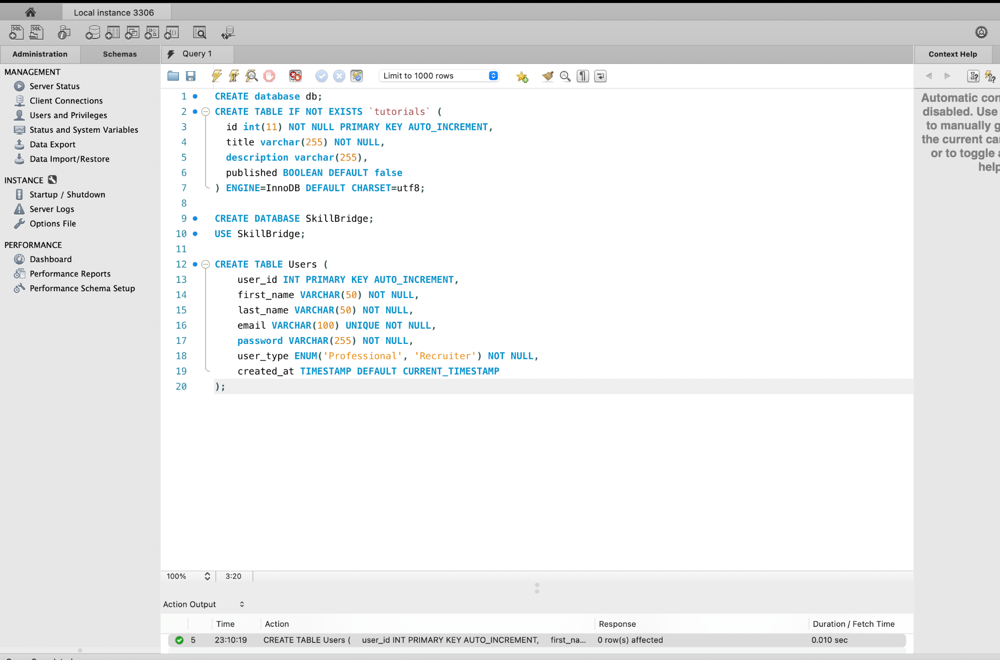 Local instance 3306
Administration
Schemas
Query 1
Context Help
MANAGEMENT
Server Status
Client Connections
Users and Privileges
Status and System Variables
Data Export
Data Import/Restore
INSTANCE
Startup / Shutdown
Server Logs
Options File
PERFORMANCE
Dashboard
Performance Reports
Performance Schema Setup
Limit to 1000 rows
1 CREATE database db;
2 CREATE TABLE IF NOT EXISTS `tutorials` (
3 id int(11) NOT NULL PRIMARY KEY AUTO_INCREMENT,
4 title varchar(255) NOT NULL,
5 description varchar(255),
6 published BOOLEAN DEFAULT false
7 ) ENGINE=InnoDB DEFAULT CHARSET=utf8;
8
9 CREATE DATABASE SkillBridge;
10 USE SkillBridge;
11
12 CREATE TABLE Users (
13 user_id INT PRIMARY KEY AUTO_INCREMENT,
14 first_name VARCHAR(50) NOT NULL,
15 last_name VARCHAR(50) NOT NULL,
16 email VARCHAR(100) UNIQUE NOT NULL,
17 password VARCHAR(255) NOT NULL,
18 user_type ENUM('Professional', 'Recruiter') NOT NULL,
19 created_at TIMESTAMP DEFAULT CURRENT_TIMESTAMP
20 );
Automatic con
disabled. Use
to manually g
the current ca
or to toggle a
help
100% 3:20
Action Output
Time Action Response Duration / Fetch Time
5 23:10:19 CREATE TABLE Users ( user_id INT PRIMARY KEY AUTO_INCREMENT, first_na... 0 row(s) affected 0.010 sec